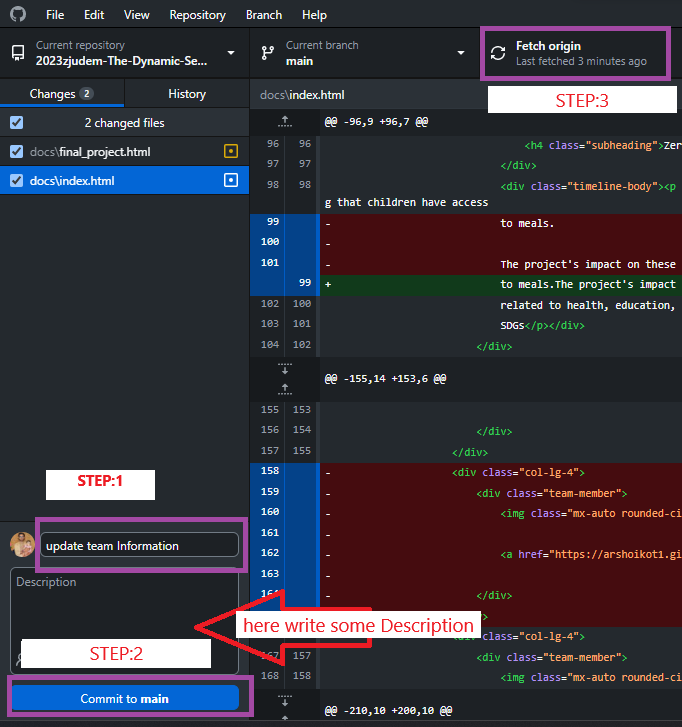 File Edit View Repository Branch Help
Current repository
2023zjudem-The-Dynamic-Se...
Current branch
main
Fetch origin
Last fetched 3 minutes ago
STEP:3
Changes 2
History
2 changed files
docs\final_project.html
docs\index.html
STEP:1
update team Information
Description
here write some Description
STEP:2
Commit to main
docs\index.html
@@ -96,9 +96,7 @@
96 96 <h4 class="subheading">Zer
97 97 </div>
98 98 <div class="timeline-body"><p
g that children have access
99 - to meals.
100 -
101 - The project's impact on these
99 + to meals.The project's impact
102 100 related to health, education,
103 101 SDGs</p></div>
104 102 </div>
@@ -155,14 +153,6 @@
155 153
156 154 </div>
157 155 </div>
158 - <div class="col-lg-4">
159 - <div class="team-member">
160 - <img class="mx-auto rounded-ci
161 -
162 - <a href="https://arshoikot1.gi
163 -
164 - </div>
>
class="col-lg-4">
167 157 <div class="team-member">
168 158 <img class="mx-auto rounded-ci
@@ -210,10 +200,10 @@